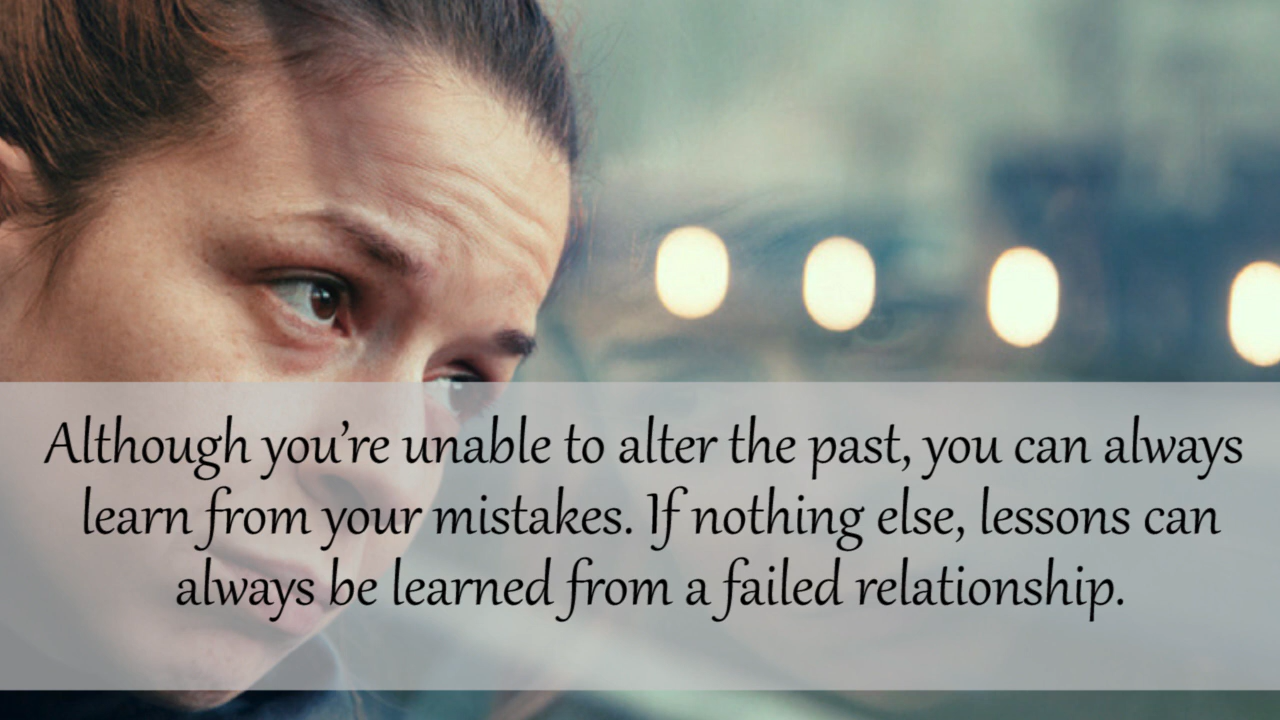 Although you’re unable to alter the past, you can always
learn from your mistakes. If nothing else, lessons can
always be learned from a failed relationship.